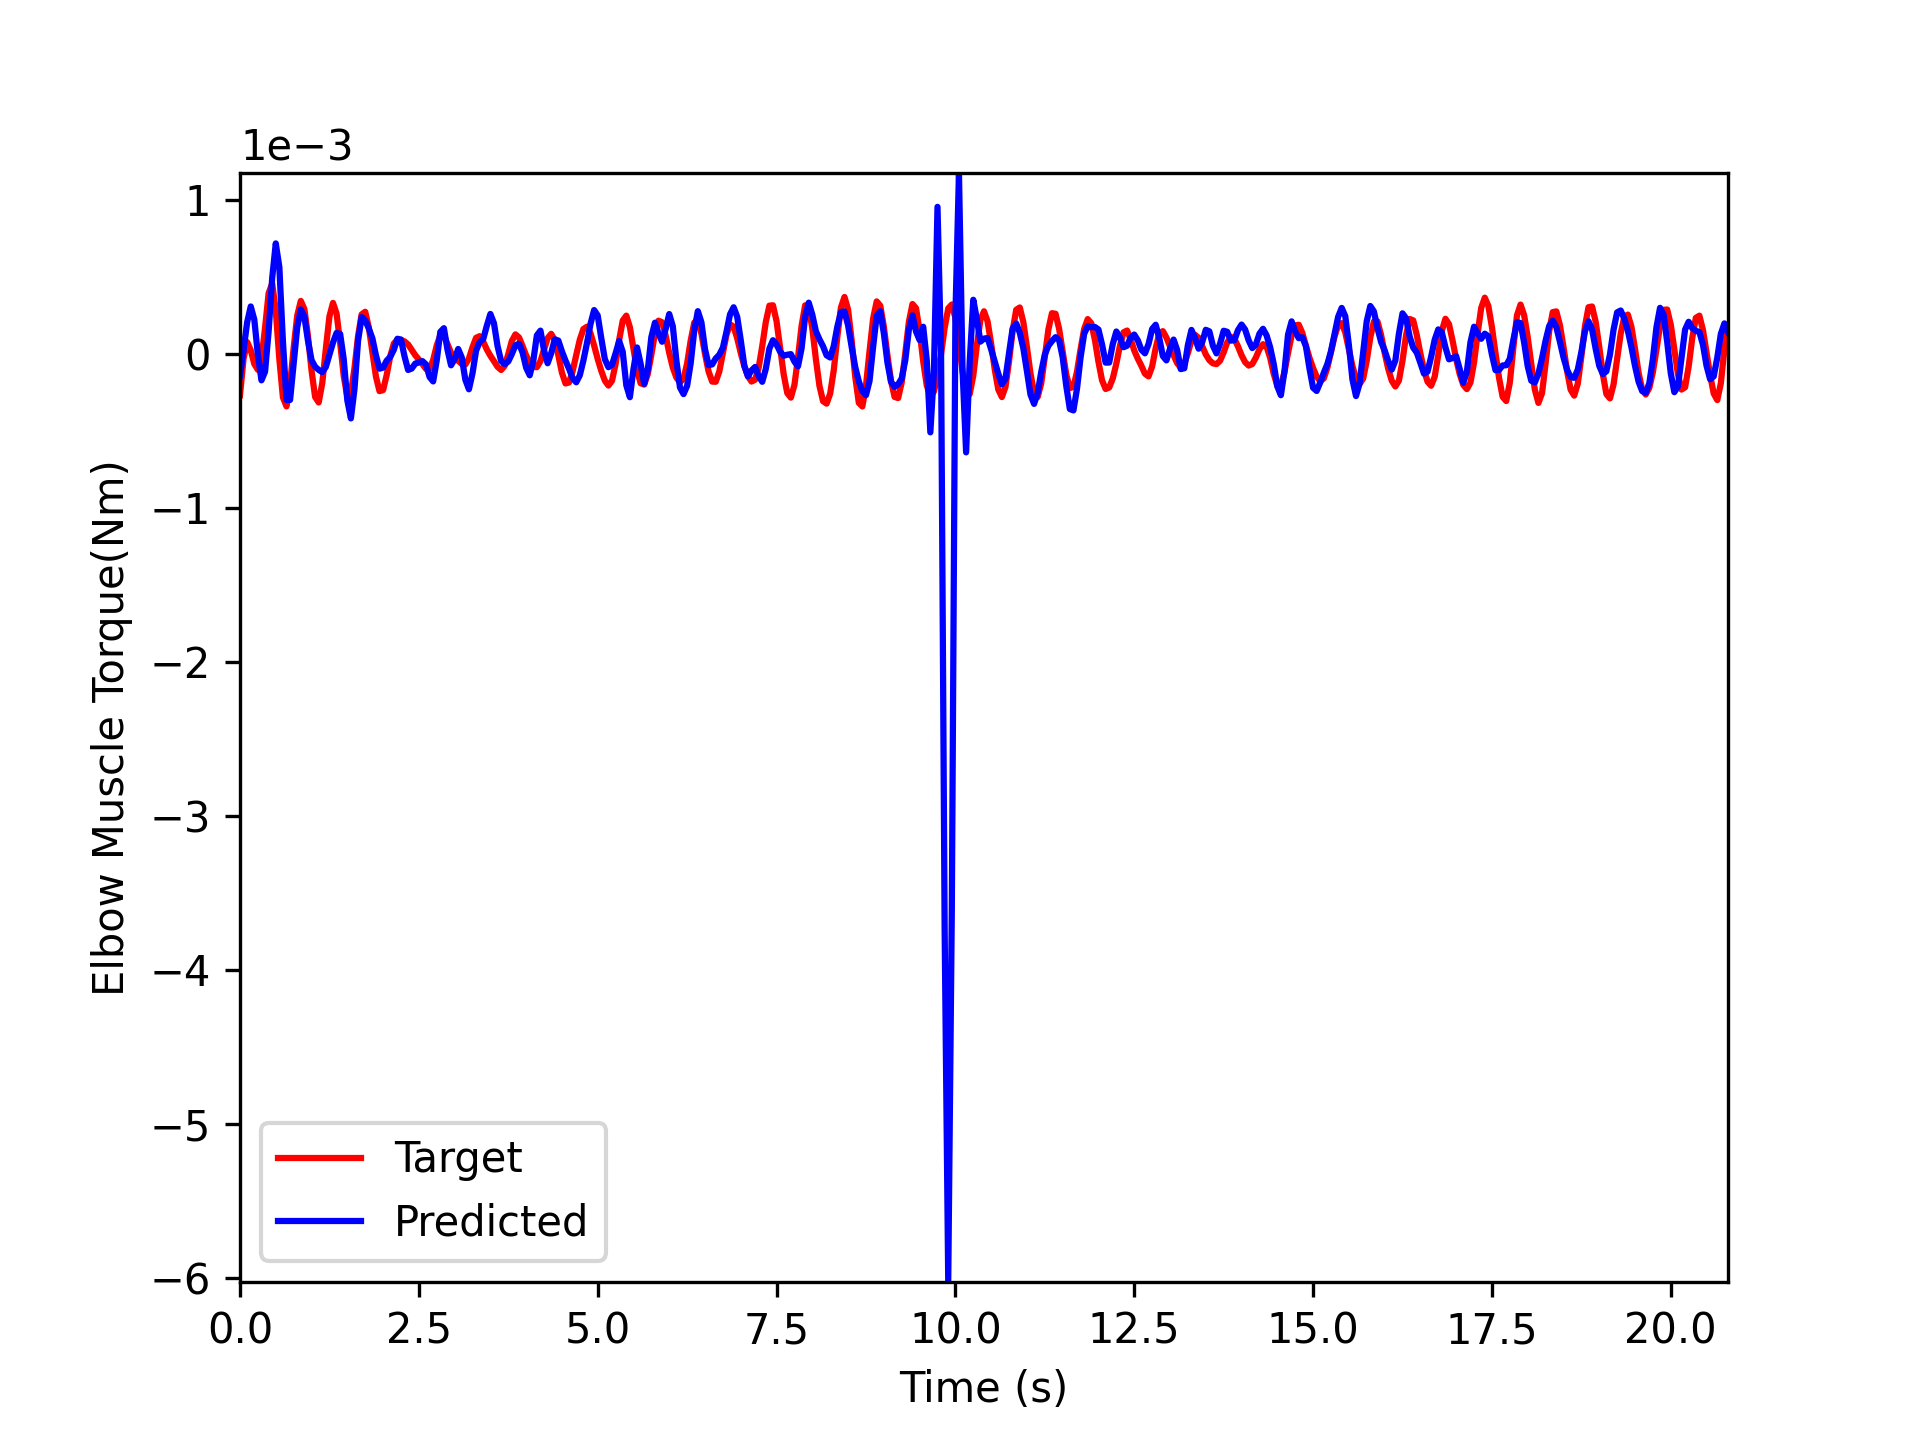 1e−3
1
0
−1
−2
−3
−4
−5
−6
Elbow Muscle Torque(Nm)
Target
Predicted
0.0 2.5 5.0 7.5 10.0 12.5 15.0 17.5 20.0
Time (s)